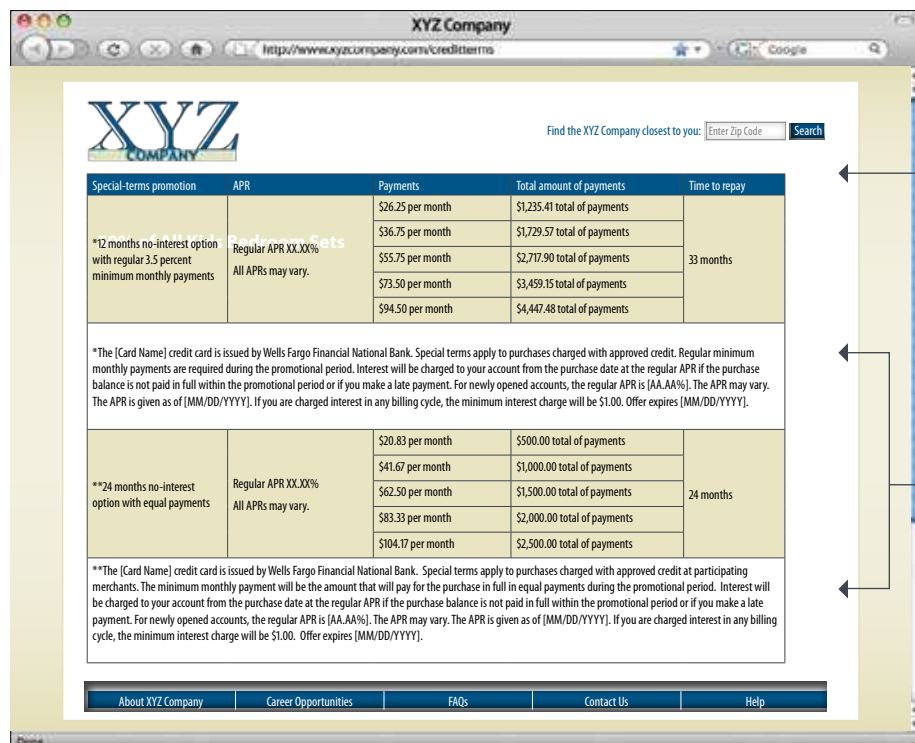 XYZ Company
http://www.xyzcompany.com/creditterms
Google
XYZ
COMPANY
Find the XYZ Company closest to you: Enter Zip Code Search
Special-terms promotion APR Payments Total amount of payments Time to repay
*12 months no-interest option
with regular 3.5 percent
minimum monthly payments
of All Kids Bedroom Sets
Regular APR XX.XX%
All APRs may vary.
$26.25 per month $1,235.41 total of payments
$36.75 per month $1,729.57 total of payments
$55.75 per month $2,717.90 total of payments
$73.50 per month $3,459.15 total of payments
$94.50 per month $4,447.48 total of payments
33 months
*The [Card Name] credit card is issued by Wells Fargo Financial National Bank. Special terms apply to purchases charged with approved credit. Regular minimum
monthly payments are required during the promotional period. Interest will be charged to your account from the purchase date at the regular APR if the purchase
balance is not paid in full within the promotional period or if you make a late payment. For newly opened accounts, the regular APR is [AA.AA%]. The APR may vary.
The APR is given as of [MM/DD/YYYY]. If you are charged interest in any billing cycle, the minimum interest charge will be $1.00. Offer expires [MM/DD/YYYY].
**24 months no-interest
option with equal payments
Regular APR XX.XX%
All APRs may vary.
$20.83 per month $500.00 total of payments
$41.67 per month $1,000.00 total of payments
$62.50 per month $1,500.00 total of payments
$83.33 per month $2,000.00 total of payments
$104.17 per month $2,500.00 total of payments
24 months
**The [Card Name] credit card is issued by Wells Fargo Financial National Bank. Special terms apply to purchases charged with approved credit at participating
merchants. The minimum monthly payment will be the amount that will pay for the purchase in full in equal payments during the promotional period. Interest will
be charged to your account from the purchase date at the regular APR if the purchase balance is not paid in full within the promotional period or if you make a late
payment. For newly opened accounts, the regular APR is [AA.AA%]. The APR may vary. The APR is given as of [MM/DD/YYYY]. If you are charged interest in any billing
cycle, the minimum interest charge will be $1.00. Offer expires [MM/DD/YYYY].
About XYZ Company Career Opportunities FAQs Contact Us Help
Done